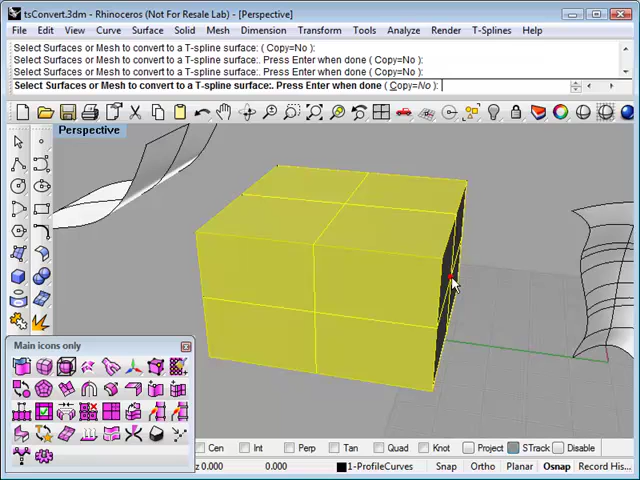 tsConvert.3dm - Rhinoceros (Not For Resale Lab) - [Perspective]
File Edit View Curve Surface Solid Mesh Dimension Transform Tools Analyze Render T-Splines Help
Select Surfaces or Mesh to convert to a T-spline surface: ( Copy=No ):
Select Surfaces or Mesh to convert to a T-spline surface:. Press Enter when done ( Copy=No ):
Select Surfaces or Mesh to convert to a T-spline surface:. Press Enter when done ( Copy=No ):
Select Surfaces or Mesh to convert to a T-spline surface:. Press Enter when done ( Copy=No ):
Perspective
Main icons only
Cen Int Perp Tan Quad Knot Project STrack Disable
z 0.000 0.000 1-ProfileCurves Snap Ortho Planar Osnap Record His...